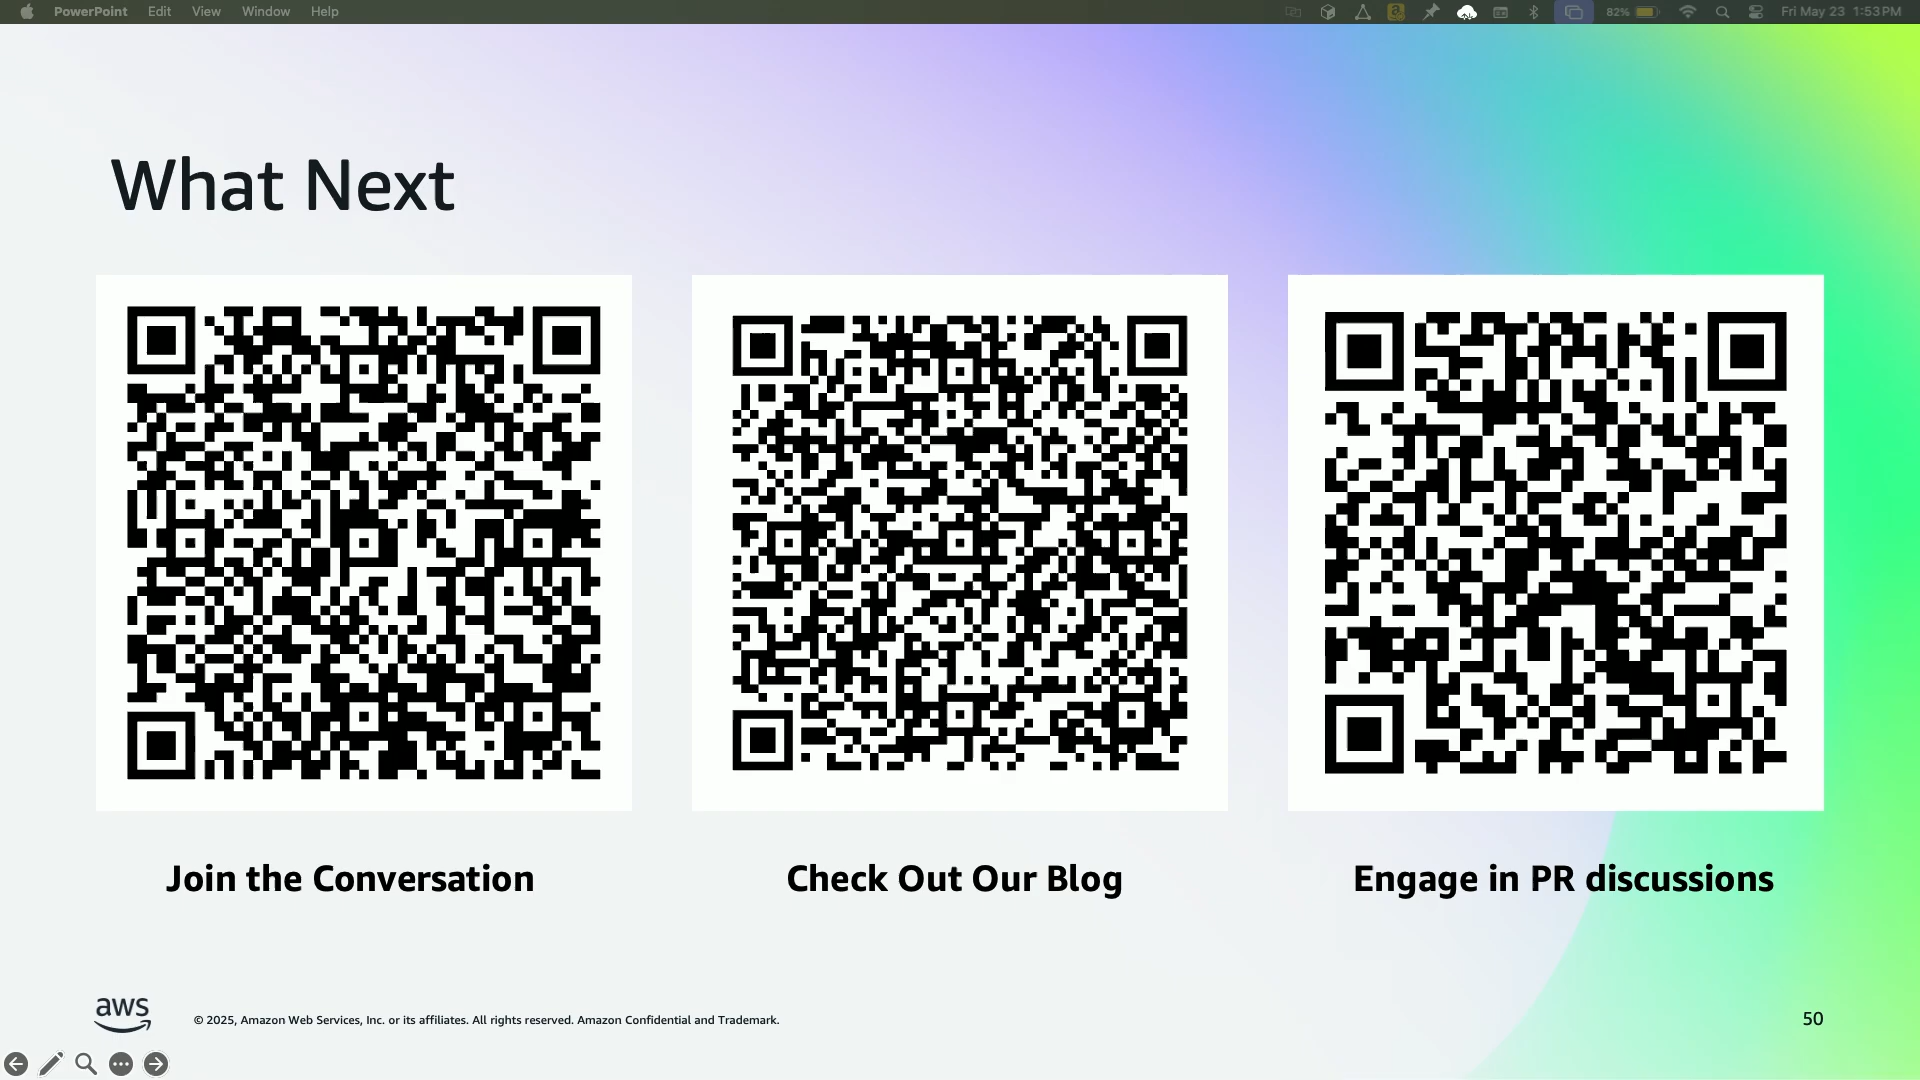 PowerPoint Edit View Window Help 82% Fri May 23 1:53 PM
What Next
Join the Conversation
Check Out Our Blog
Engage in PR discussions
aws
© 2025, Amazon Web Services, Inc. or its affiliates. All rights reserved. Amazon Confidential and Trademark.
50